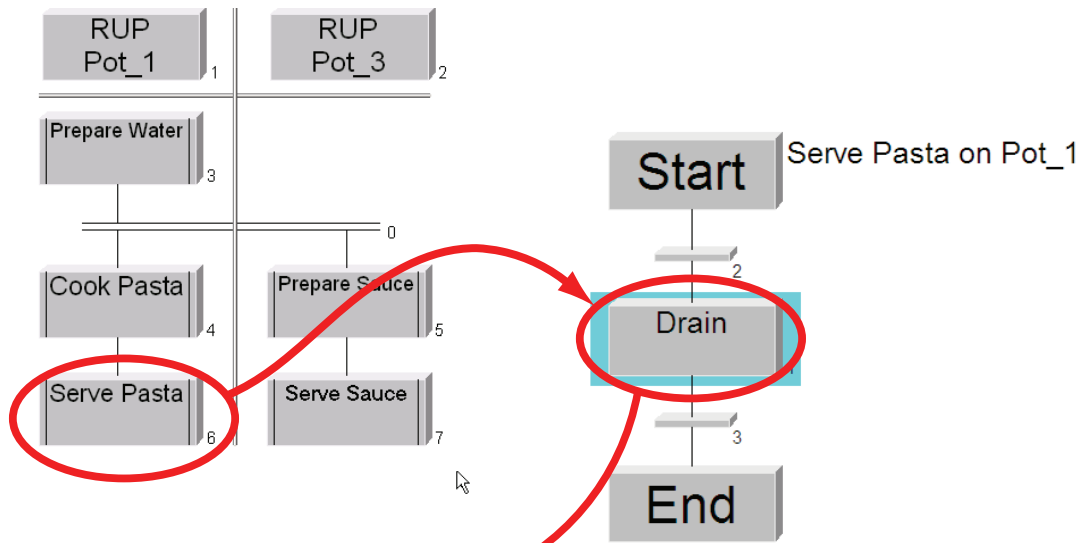 RUP
Pot_1
1
RUP
Pot_3
2
Prepare Water
3
0
Cook Pasta
4
Prepare Sauce
5
Serve Pasta
6
Serve Sauce
7
Start
Serve Pasta on Pot_1
2
Drain
3
End